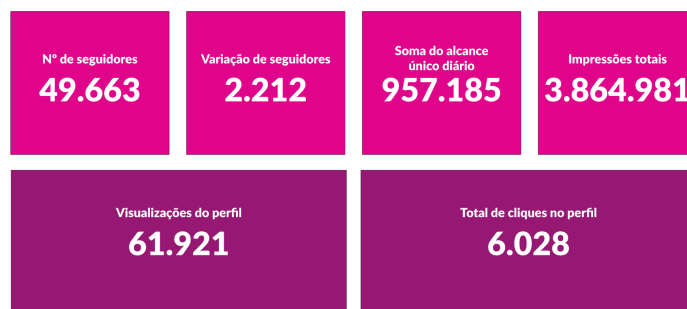 Nº de seguidores
49.663
Variação de seguidores
2.212
Soma do alcance
único diário
957.185
Impressões totais
3.864.981
Visualizações do perfil
61.921
Total de cliques no perfil
6.028